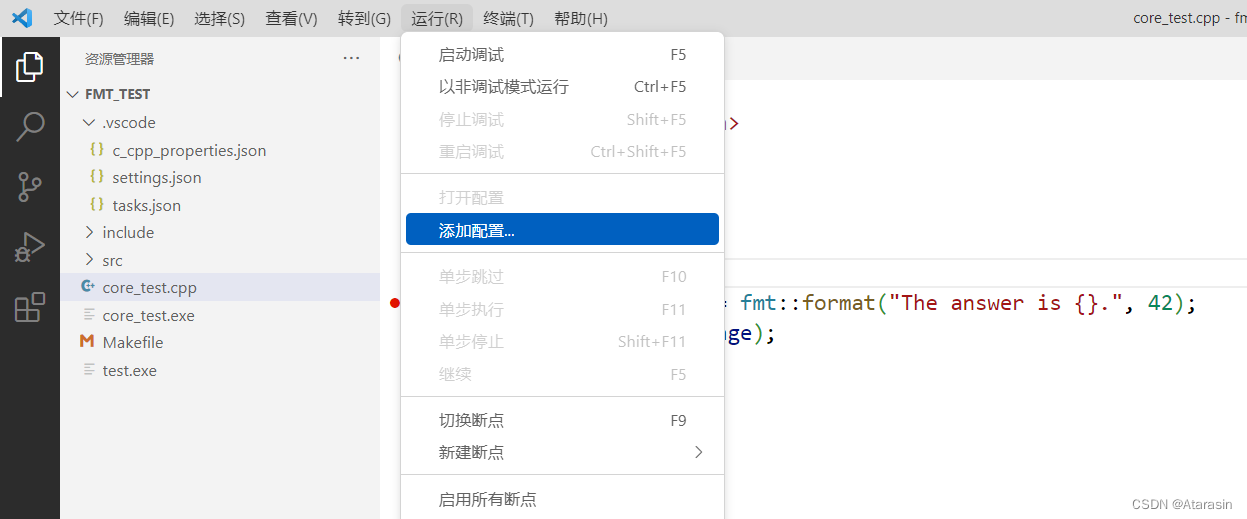 文件(F) 编辑(E) 选择(S) 查看(V) 转到(G) 运行(R) 终端(T) 帮助(H) core_test.cpp - fm
资源管理器 ···
FMT_TEST
.vscode
{} c_cpp_properties.json
{} settings.json
{} tasks.json
include
src
core_test.cpp
core_test.exe
Makefile
test.exe
启动调试 F5
以非调试模式运行 Ctrl+F5
停止调试 Shift+F5
重启调试 Ctrl+Shift+F5
打开配置
添加配置...
单步跳过 F10
单步执行 F11
单步停止 Shift+F11
继续 F5
切换断点 F9
新建断点
启用所有断点
>
= fmt::format("The answer is {}.", 42);
ge);
CSDN @Atarasin